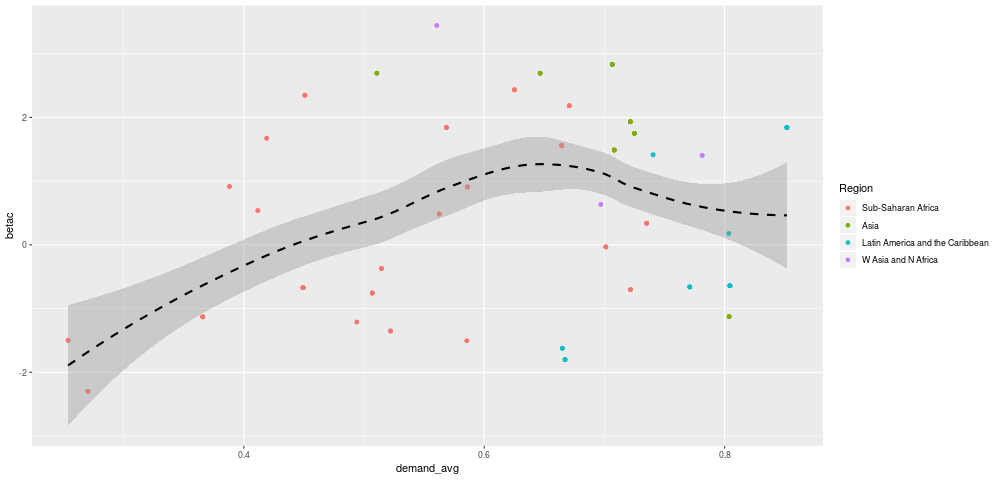 betac
2
0
-2
0.4
0.6
0.8
demand_avg
Region
Sub-Saharan Africa
Asia
Latin America and the Caribbean
W Asia and N Africa